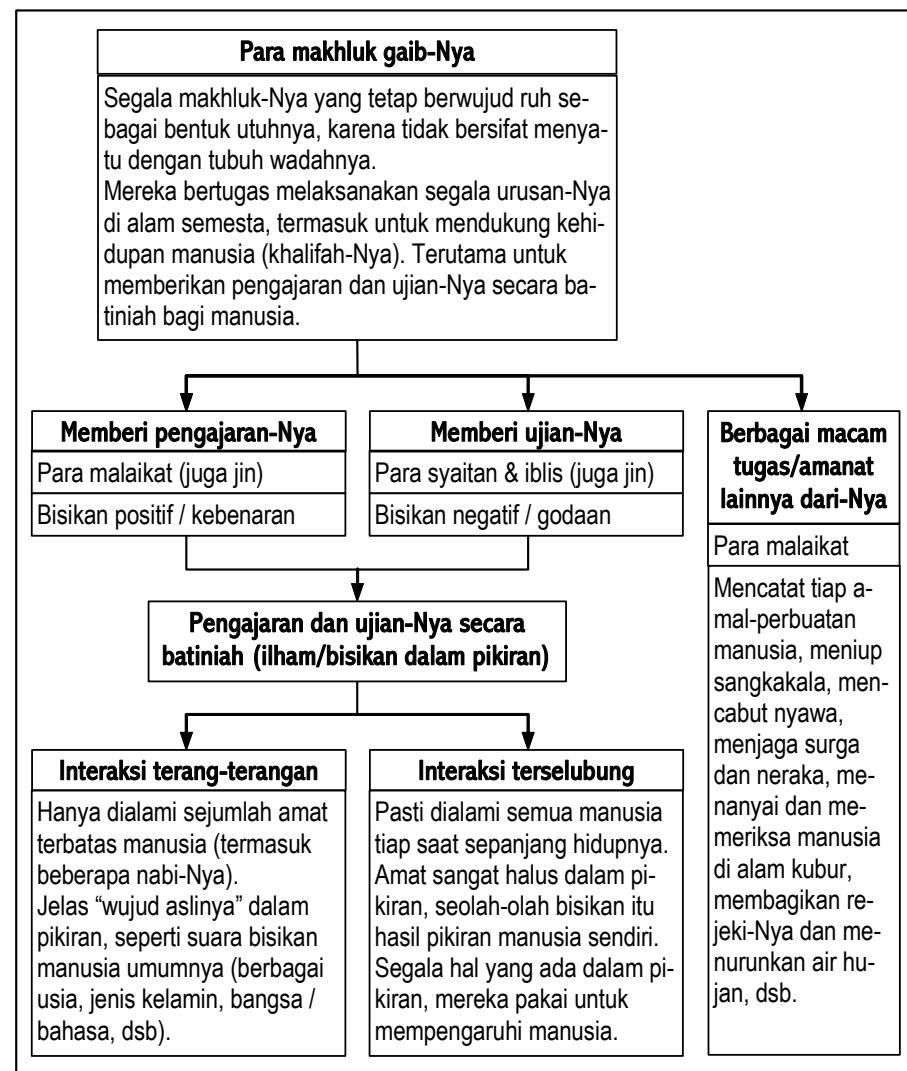 Para makhluk gaib-Nya
Segala makhluk-Nya yang tetap berwujud ruh se-
bagai bentuk utuhnya, karena tidak bersifat menya-
tu dengan tubuh wadahnya.
Mereka bertugas melaksanakan segala urusan-Nya
di alam semesta, termasuk untuk mendukung kehi-
dupan manusia (khalifah-Nya). Terutama untuk
memberikan pengajaran dan ujian-Nya secara ba-
tiniah bagi manusia.
Memberi pengajaran-Nya
Para malaikat (juga jin)
Bisikan positif / kebenaran
Memberi ujian-Nya
Para syaitan & iblis (juga jin)
Bisikan negatif / godaan
Berbagai macam
tugas/amanat
lainnya dari-Nya
Para malaikat
Mencatat tiap a-
mal-perbuatan
manusia, meniup
sangkakala, men-
cabut nyawa,
menjaga surga
dan neraka, me-
nanyai dan me-
meriksa manusia
di alam kubur,
membagikan re-
jeki-Nya dan me-
nurunkan air hu-
jan, dsb.
Pengajaran dan ujian-Nya secara
batiniah (ilham/bisikan dalam pikiran)
Interaksi terang-terangan
Hanya dialami sejumlah amat
terbatas manusia (termasuk
beberapa nabi-Nya).
Jelas “wujud aslinya” dalam
pikiran, seperti suara bisikan
manusia umumnya (berbagai
usia, jenis kelamin, bangsa /
bahasa, dsb).
Interaksi terselubung
Pasti dialami semua manusia
tiap saat sepanjang hidupnya.
Amat sangat halus dalam pi-
kiran, seolah-olah bisikan itu
hasil pikiran manusia sendiri.
Segala hal yang ada dalam pi-
kiran, mereka pakai untuk
mempengaruhi manusia.